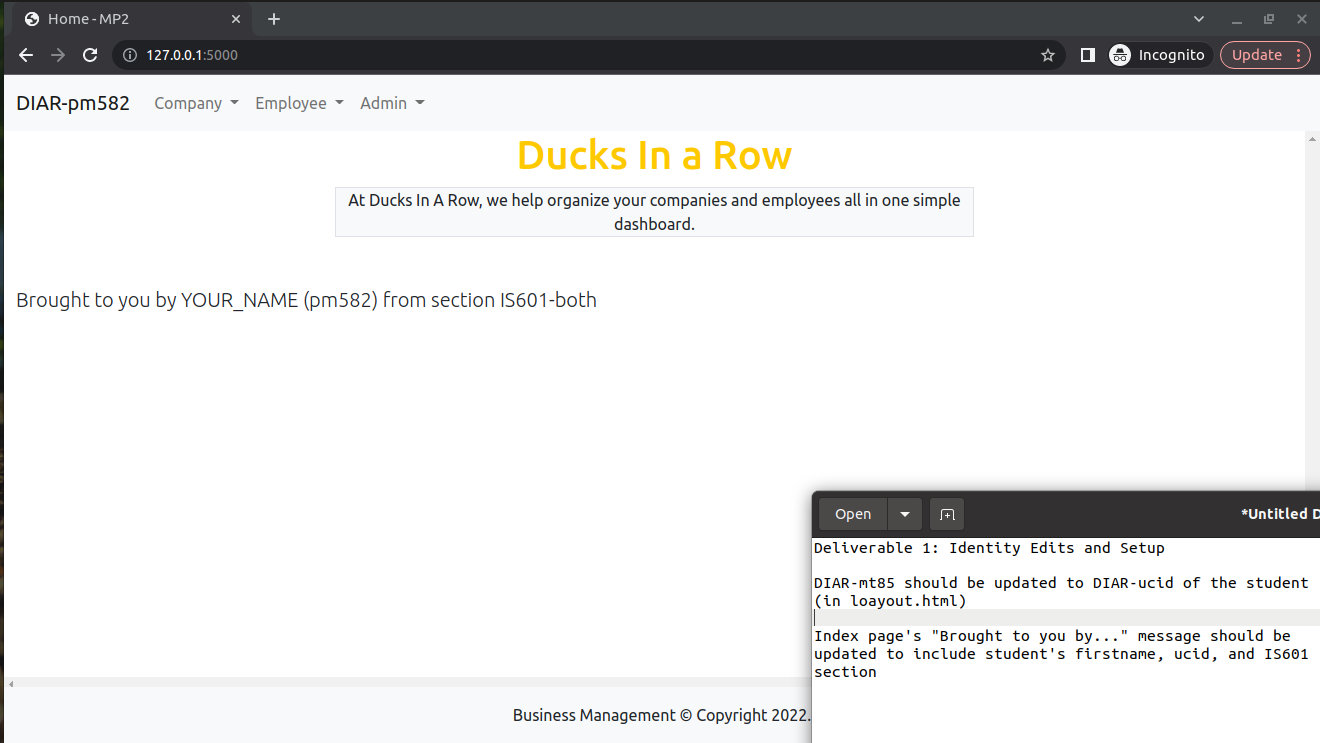 Home - MP2
127.0.0.1:5000
Incognito
Update
DIAR-pm582
Company
Employee
Admin
Ducks In a Row
At Ducks In A Row, we help organize your companies and employees all in one simple
dashboard.
Brought to you by YOUR_NAME (pm582) from section IS601-both
Open
*Untitled D
Deliverable 1: Identity Edits and Setup
DIAR-mt85 should be updated to DIAR-ucid of the student
(in loayout.html)
Index page's "Brought to you by..." message should be
updated to include student's firstname, ucid, and IS601
section
Business Management © Copyright 2022.